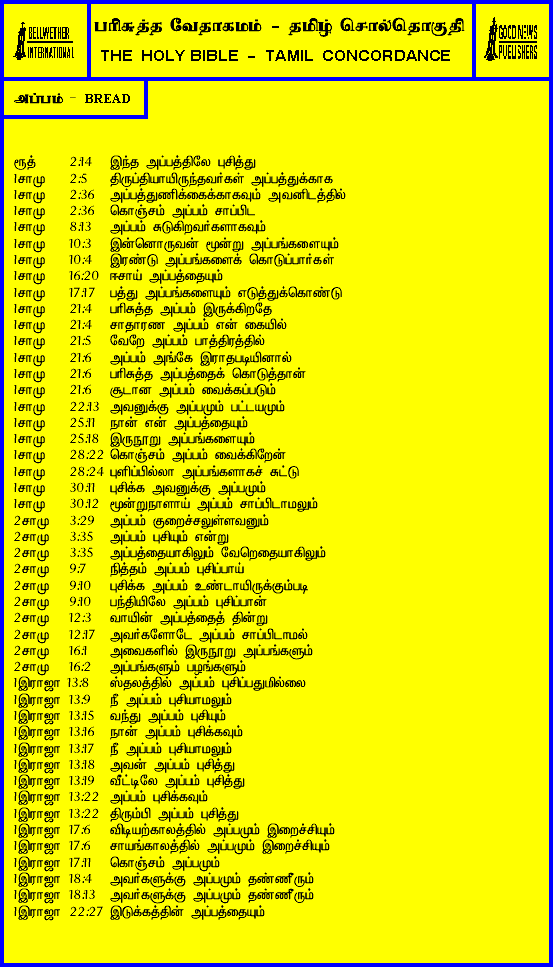 BELLWETHER
INTERNATIONAL
பரிசுத்த வேதாகமம் – தமிழ் சொல்தொகுதி
THE HOLY BIBLE – TAMIL CONCORDANCE
GOOD NEWS
PUBLISHERS
அப்பம் – BREAD
ரூத் 2:14 இந்த அப்பத்திலே புசித்து
1சாமு 2:5 திருப்தியாயிருந்தவர்கள் அப்பத்துக்காக
1சாமு 2:36 அப்பத்துணிக்கைக்காகவும் அவனிடத்தில்
1சாமு 2:36 கொஞ்சம் அப்பம் சாப்பிட
1சாமு 8:13 அப்பம் சுடுகிறவர்களாகவும்
1சாமு 10:3 இன்னொருவன் மூன்று அப்பங்களையும்
1சாமு 10:4 இரண்டு அப்பங்களைக் கொடுப்பார்கள்
1சாமு 16:20 ஈசாய் அப்பத்தையும்
1சாமு 17:17 பத்து அப்பங்களையும் எடுத்துக்கொண்டு
1சாமு 21:4 பரிசுத்த அப்பம் இருக்கிறதே
1சாமு 21:4 சாதாரண அப்பம் என் கையில்
1சாமு 21:5 வேறே அப்பம் பாத்திரத்தில்
1சாமு 21:6 அப்பம் அங்கே இராதபடியினால்
1சாமு 21:6 பரிசுத்த அப்பத்தைக் கொடுத்தான்
1சாமு 21:6 சூடான அப்பம் வைக்கப்படும்
1சாமு 22:13 அவனுக்கு அப்பமும் பட்டயமும்
1சாமு 25:11 நான் என் அப்பத்தையும்
1சாமு 25:18 இருநூறு அப்பங்களையும்
1சாமு 28:22 கொஞ்சம் அப்பம் வைக்கிறேன்
1சாமு 28:24 புளிப்பில்லா அப்பங்களாகச் சுட்டு
1சாமு 30:11 புசிக்க அவனுக்கு அப்பமும்
1சாமு 30:12 மூன்றுநாளாய் அப்பம் சாப்பிடாமலும்
2சாமு 3:29 அப்பம் குறைச்சலுள்ளவனும்
2சாமு 3:35 அப்பம் புசியும் என்று
2சாமு 3:35 அப்பத்தையாகிலும் வேறெதையாகிலும்
2சாமு 9:7 நித்தம் அப்பம் புசிப்பாய்
2சாமு 9:10 புசிக்க அப்பம் உண்டாயிருக்கும்படி
2சாமு 9:10 பந்தியிலே அப்பம் புசிப்பான்
2சாமு 12:3 வாயின் அப்பத்தைத் தின்று
2சாமு 12:17 அவர்களோடே அப்பம் சாப்பிடாமல்
2சாமு 16:1 அவைகளில் இருநூறு அப்பங்களும்
2சாமு 16:2 அப்பங்களும் பழங்களும்
1இராஜா 13:8 ஸ்தலத்தில் அப்பம் புசிப்பதுமில்லை
1இராஜா 13:9 நீ அப்பம் புசியாமலும்
1இராஜா 13:15 வந்து அப்பம் புசியும்
1இராஜா 13:16 நான் அப்பம் புசிக்கவும்
1இராஜா 13:17 நீ அப்பம் புசியாமலும்
1இராஜா 13:18 அவன் அப்பம் புசித்து
1இராஜா 13:19 வீட்டிலே அப்பம் புசித்து
1இராஜா 13:22 அப்பம் புசிக்கவும்
1இராஜா 13:22 திரும்பி அப்பம் புசித்து
1இராஜா 17:6 விடியற்காலத்தில் அப்பமும் இறைச்சியும்
1இராஜா 17:6 சாயங்காலத்தில் அப்பமும் இறைச்சியும்
1இராஜா 17:11 கொஞ்சம் அப்பமும்
1இராஜா 18:4 அவர்களுக்கு அப்பமும் தண்ணீரும்
1இராஜா 18:13 அவர்களுக்கு அப்பமும் தண்ணீரும்
1இராஜா 22:27 இடுக்கத்தின் அப்பத்தையும்